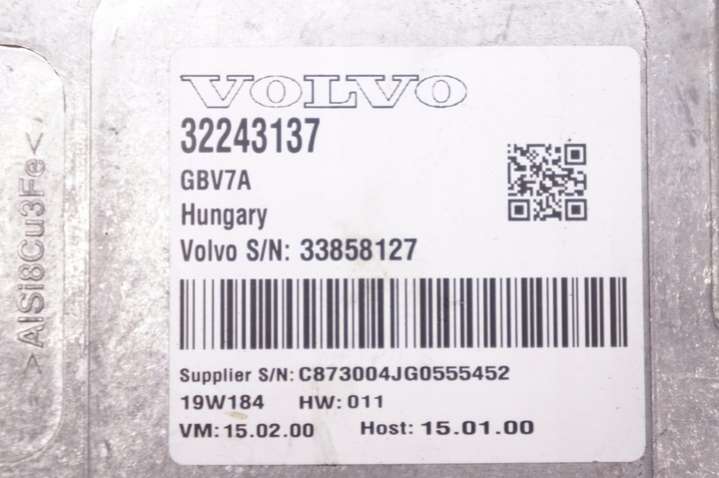 >AlSi8Cu3Fe<
VOLVO
32243137
GBV7A
Hungary
Volvo S/N: 33858127
Supplier S/N: C873004JG0555452
19W184 HW: 011
VM: 15.02.00 Host: 15.01.00